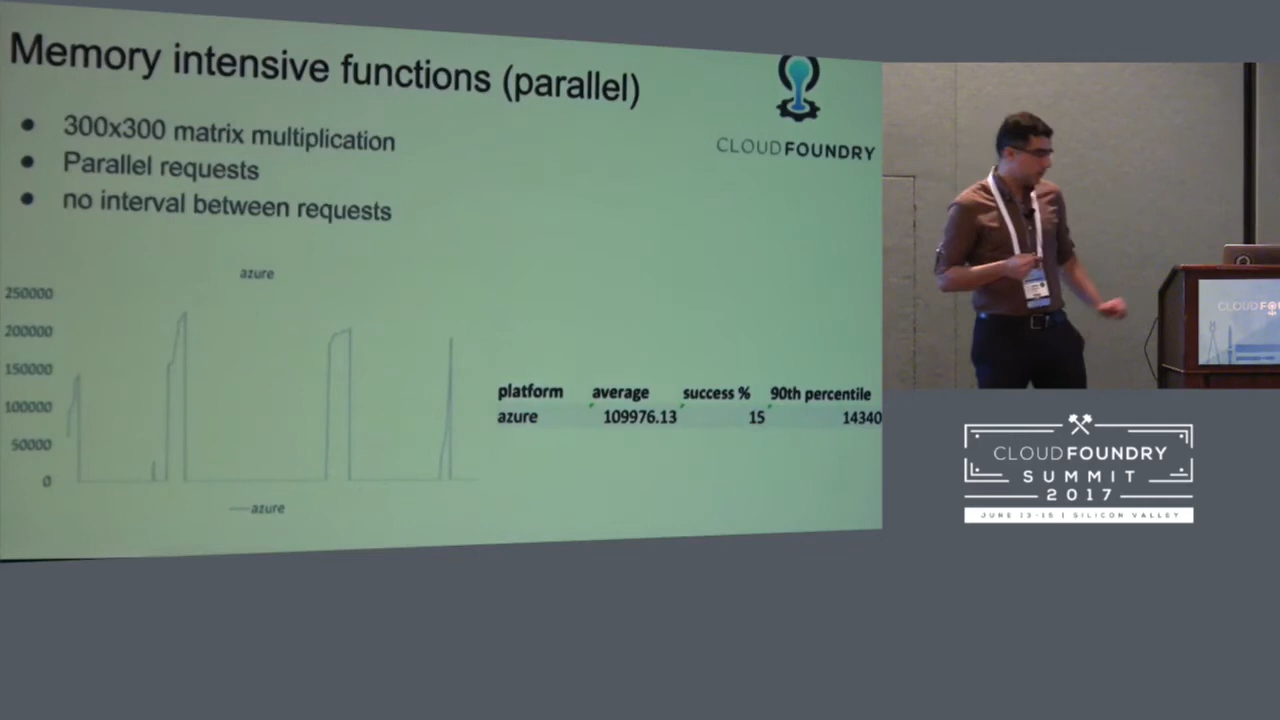 Memory intensive functions (parallel)
● 300x300 matrix multiplication
● Parallel requests
● no interval between requests
CLOUDFOUNDRY
azure
250000
200000
150000
100000
50000
0
azure
platform average success % 90th percentile
azure 109976.13 15 14340
CLOUDFOUNDRY
SUMMIT
2017
JUNE 13-15 | SILICON VALLEY